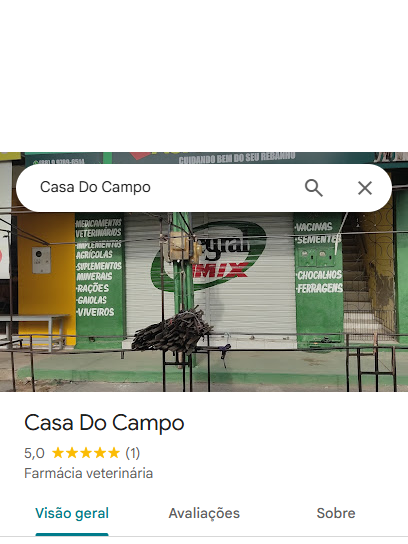 CUIDANDO BEM DO SEU REBANHO
Casa Do Campo
MEDICAMENTOS
VETERINÁRIOS
-IMPLEMENTOS
AGRÍCOLAS
-SUPLEMENTOS
MINERAIS
-RAÇÕES
-GAIOLAS
-VIVEIROS
MIX
-VACINAS
-SEMENTES
-CHOCALHOS
-FERRAGENS
Casa Do Campo
5,0 ★★★★★ (1)
Farmácia veterinária
Visão geral Avaliações Sobre